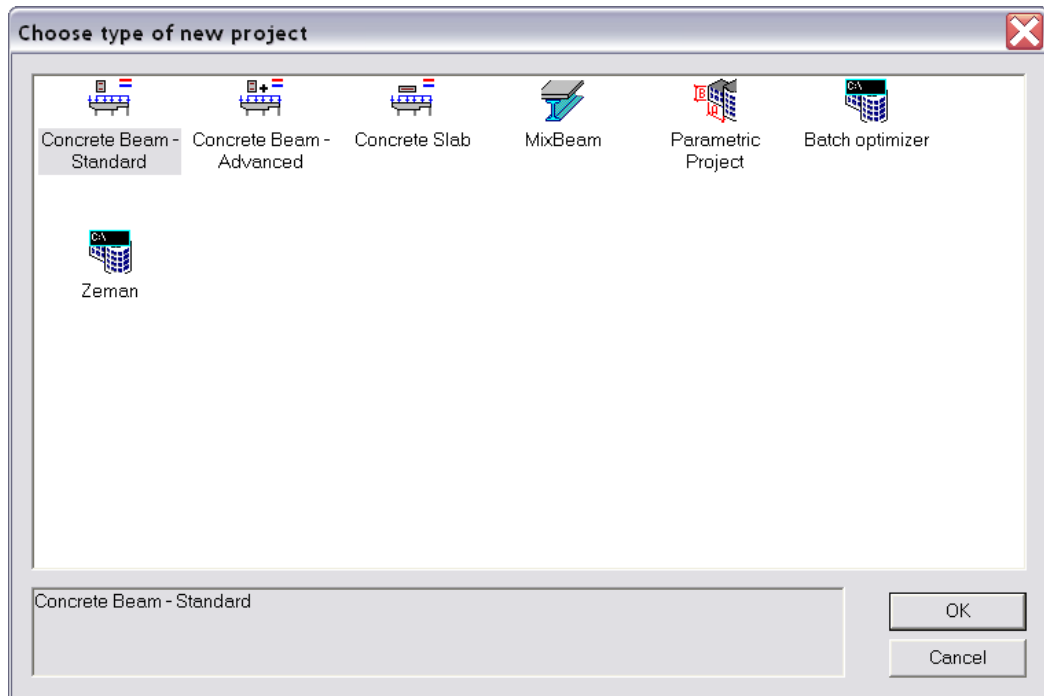 Choose type of new project
Concrete Beam - Standard
Concrete Beam - Advanced
Concrete Slab
MixBeam
Parametric Project
Batch optimizer
Zeman
Concrete Beam - Standard
OK
Cancel